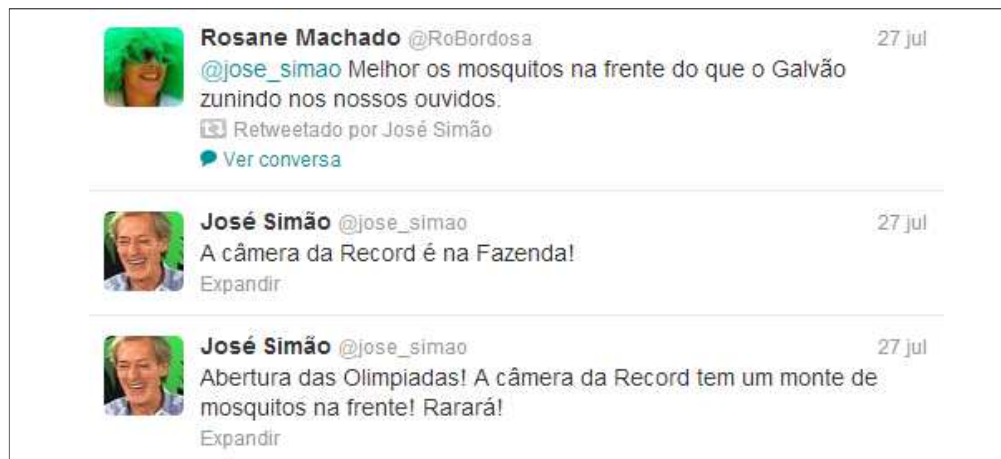 Rosane Machado @RoBordosa 27 jul
@jose_simao Melhor os mosquitos na frente do que o Galvão
zunindo nos nossos ouvidos.
Retweetado por José Simão
Ver conversa
José Simão @jose_simao 27 jul
A câmera da Record é na Fazenda!
Expandir
José Simão @jose_simao 27 jul
Abertura das Olimpiadas! A câmera da Record tem um monte de
mosquitos na frente! Rarará!
Expandir